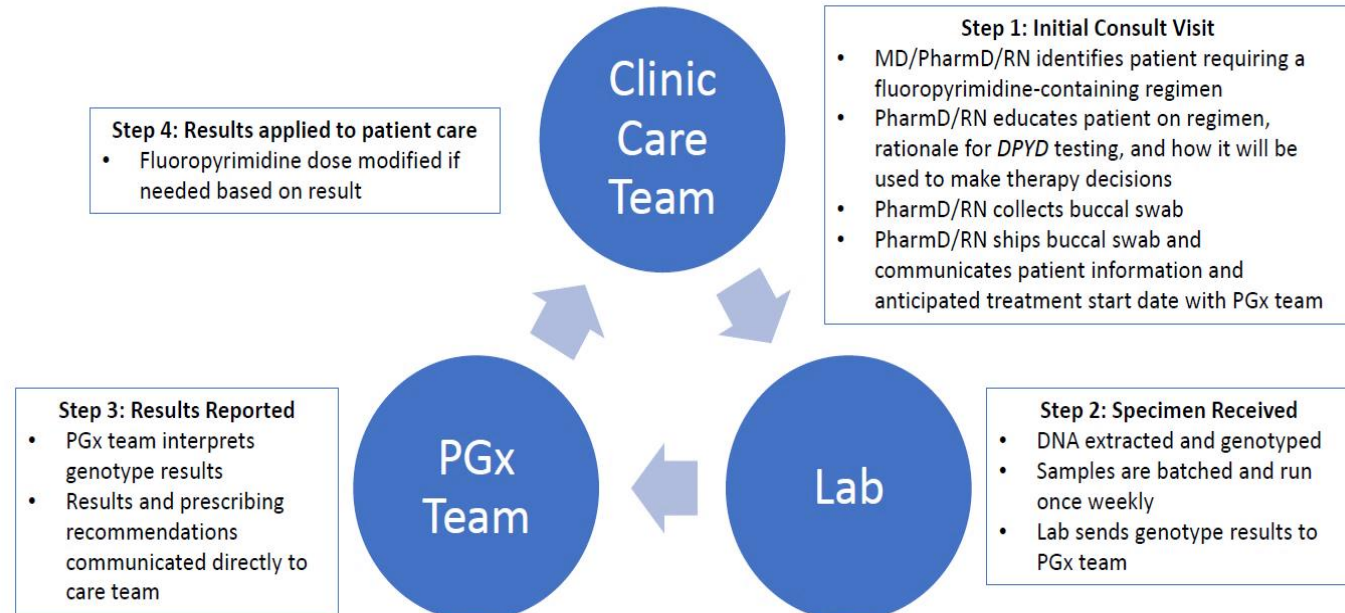 Clinic
Care
Team
Step 1: Initial Consult Visit
• MD/PharmD/RN identifies patient requiring a
fluoropyrimidine-containing regimen
• PharmD/RN educates patient on regimen,
rationale for DPYD testing, and how it will be
used to make therapy decisions
• PharmD/RN collects buccal swab
• PharmD/RN ships buccal swab and
communicates patient information and
anticipated treatment start date with PGx team
Lab
Step 2: Specimen Received
• DNA extracted and genotyped
• Samples are batched and run
once weekly
• Lab sends genotype results to
PGx team
PGx
Team
Step 3: Results Reported
• PGx team interprets
genotype results
• Results and prescribing
recommendations
communicated directly to
care team
Step 4: Results applied to patient care
• Fluoropyrimidine dose modified if
needed based on result